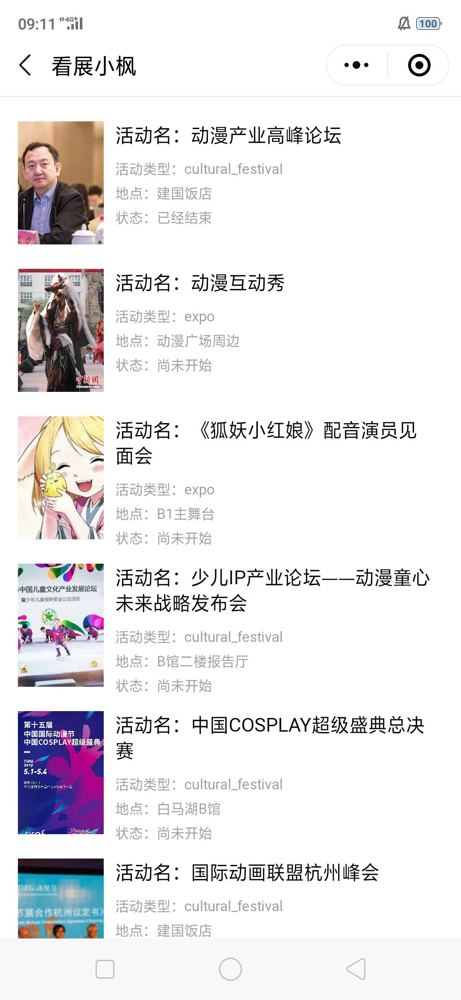 09:11 4G+ 100
看展小枫
活动名：动漫产业高峰论坛
活动类型：cultural_festival
地点：建国饭店
状态：已经结束
活动名：动漫互动秀
活动类型：expo
地点：动漫广场周边
状态：尚未开始
中新網
Chinanews.com
活动名：《狐妖小红娘》配音演员见
面会
活动类型：expo
地点：B1主舞台
状态：尚未开始
中国儿童文化产业发展论坛
暨少年儿童视听安全公益活动
活动名：少儿IP产业论坛——动漫童心
未来战略发布会
活动类型：cultural_festival
地点：B馆二楼报告厅
状态：尚未开始
第十五届
中国国际动漫节
中国COSPLAY超级盛典
TIME
2019
5.1-5.4
活动名：中国COSPLAY超级盛典总决
赛
活动类型：cultural_festival
地点：白马湖B馆
状态：尚未开始
节展合作杭州议定书》
活动名：国际动画联盟杭州峰会
活动类型：cultural_festival
地点：建国饭店